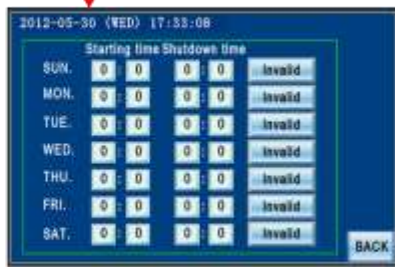 2012-05-30 (WED) 17:33:08
Starting time Shutdown time
SUN. 0 : 0 0 : 0 Invalid
MON. 0 : 0 0 : 0 Invalid
TUE. 0 : 0 0 : 0 Invalid
WED. 0 : 0 0 : 0 Invalid
THU. 0 : 0 0 : 0 Invalid
FRI. 0 : 0 0 : 0 Invalid
SAT. 0 : 0 0 : 0 Invalid
BACK